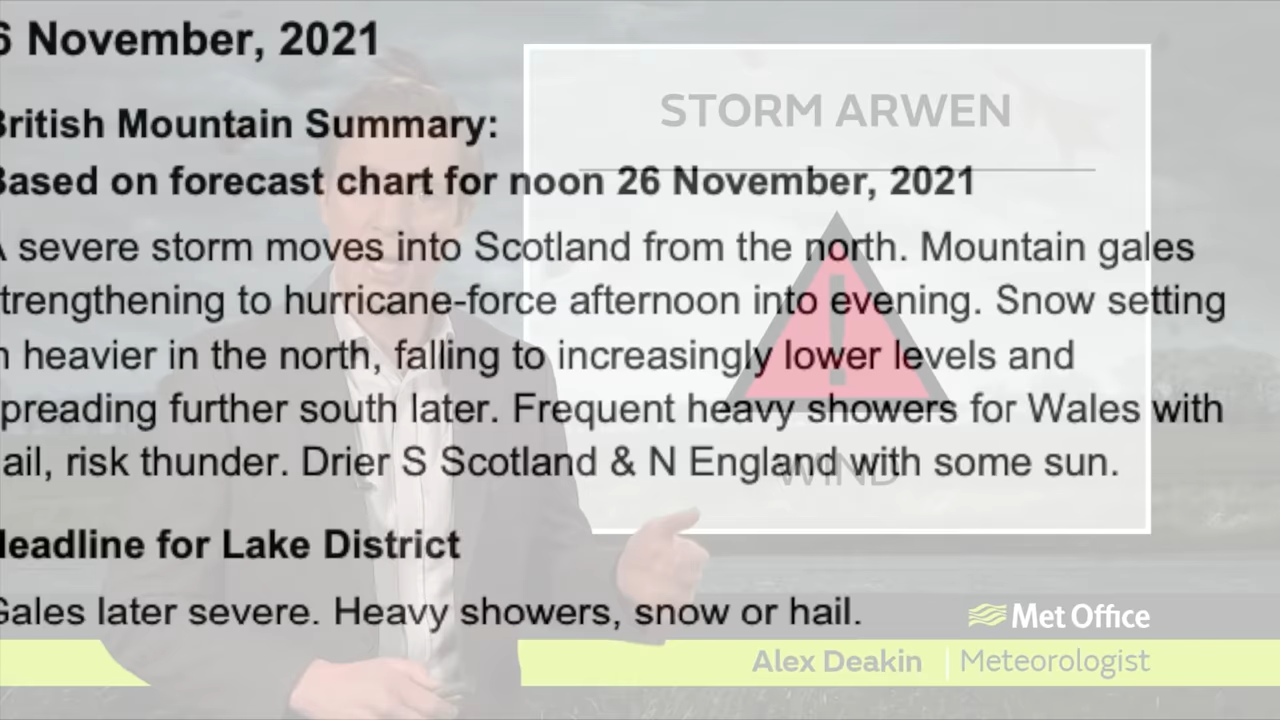 6 November, 2021
British Mountain Summary:
Based on forecast chart for noon 26 November, 2021
A severe storm moves into Scotland from the north. Mountain gales
trengthening to hurricane-force afternoon into evening. Snow setting
n heavier in the north, falling to increasingly lower levels and
preading further south later. Frequent heavy showers for Wales with
ail, risk thunder. Drier S Scotland & N England with some sun.
Headline for Lake District
Gales later severe. Heavy showers, snow or hail.
STORM ARWEN
!
WIND
Met Office
Alex Deakin | Meteorologist